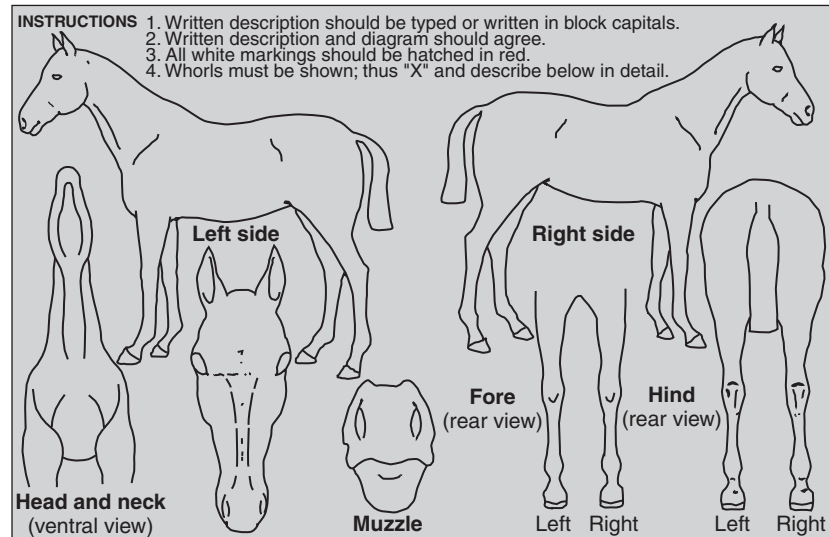 INSTRUCTIONS 1. Written description should be typed or written in block capitals.
2. Written description and diagram should agree.
3. All white markings should be hatched in red.
4. Whorls must be shown; thus "X" and describe below in detail.
Left side
Right side
Fore
(rear view)
Hind
(rear view)
Head and neck
(ventral view)
Muzzle
Left Right
Left Right